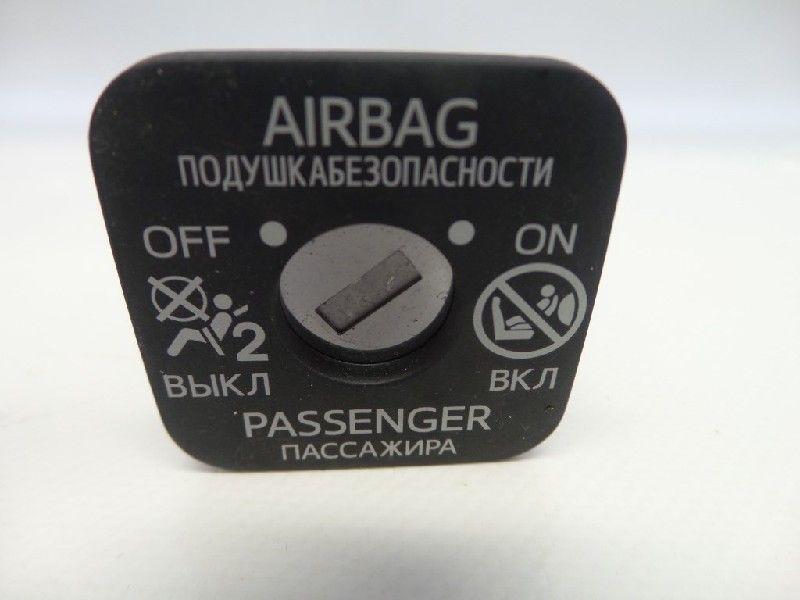 AIRBAG
ПОДУШКАБЕЗОПАСНОСТИ
OFF ON
2
ВЫКЛ ВКЛ
PASSENGER
ПАССАЖИРА